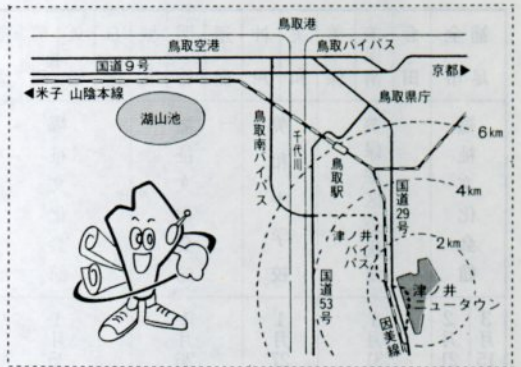 鳥取港
鳥取空港
鳥取バイパス
国道9号
京都▶
◀米子 山陰本線
鳥取県庁
湖山池
鳥取南バイパス
千代川
鳥取駅
6km
国道29号
4km
津ノ井バイパス
2km
国道53号
津ノ井
ニュータウン
因美線